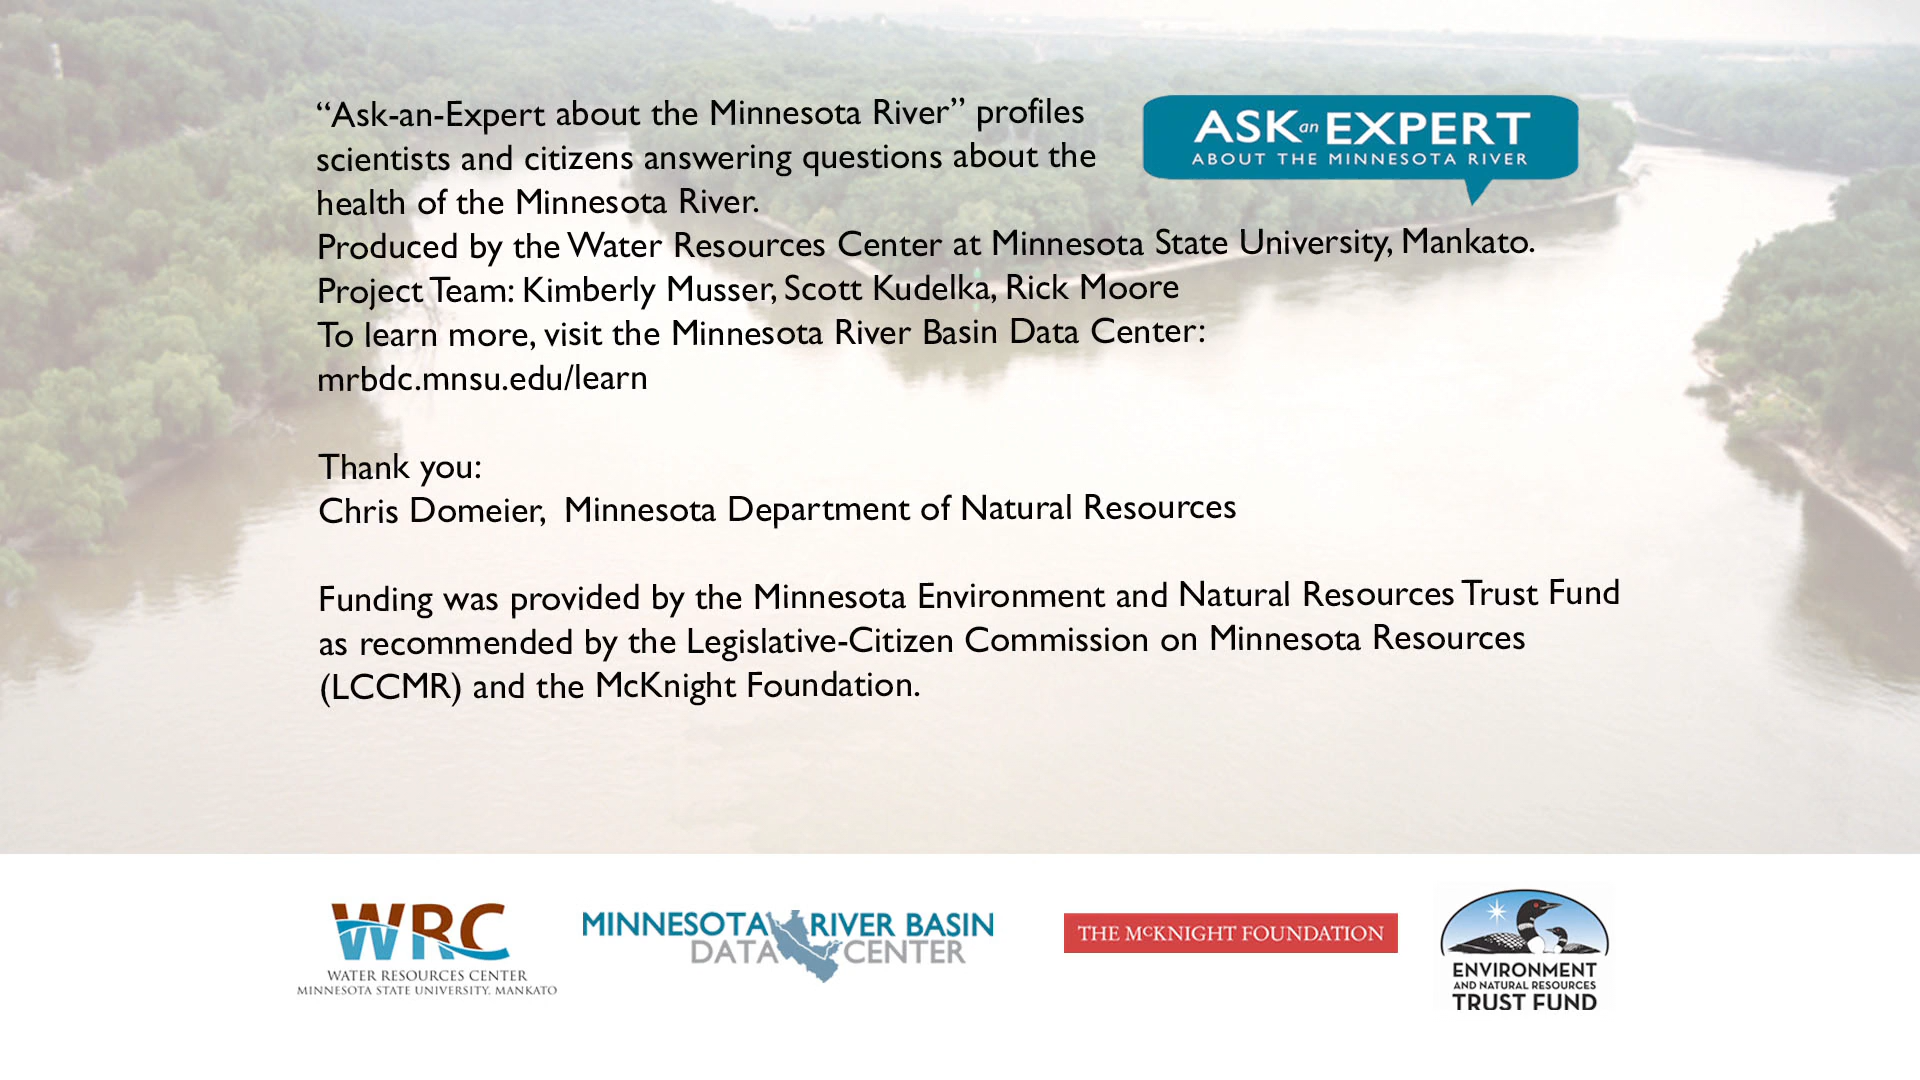 “Ask-an-Expert about the Minnesota River” profiles
scientists and citizens answering questions about the
health of the Minnesota River.
Produced by the Water Resources Center at Minnesota State University, Mankato.
Project Team: Kimberly Musser, Scott Kudelka, Rick Moore
To learn more, visit the Minnesota River Basin Data Center:
mrbdc.mnsu.edu/learn
ASK an EXPERT
ABOUT THE MINNESOTA RIVER
Thank you:
Chris Domeier, Minnesota Department of Natural Resources
Funding was provided by the Minnesota Environment and Natural Resources Trust Fund
as recommended by the Legislative-Citizen Commission on Minnesota Resources
(LCCMR) and the McKnight Foundation.
WRC
WATER RESOURCES CENTER
MINNESOTA STATE UNIVERSITY, MANKATO
MINNESOTA RIVER BASIN
DATA CENTER
THE MCKNIGHT FOUNDATION
ENVIRONMENT
AND NATURAL RESOURCES
TRUST FUND